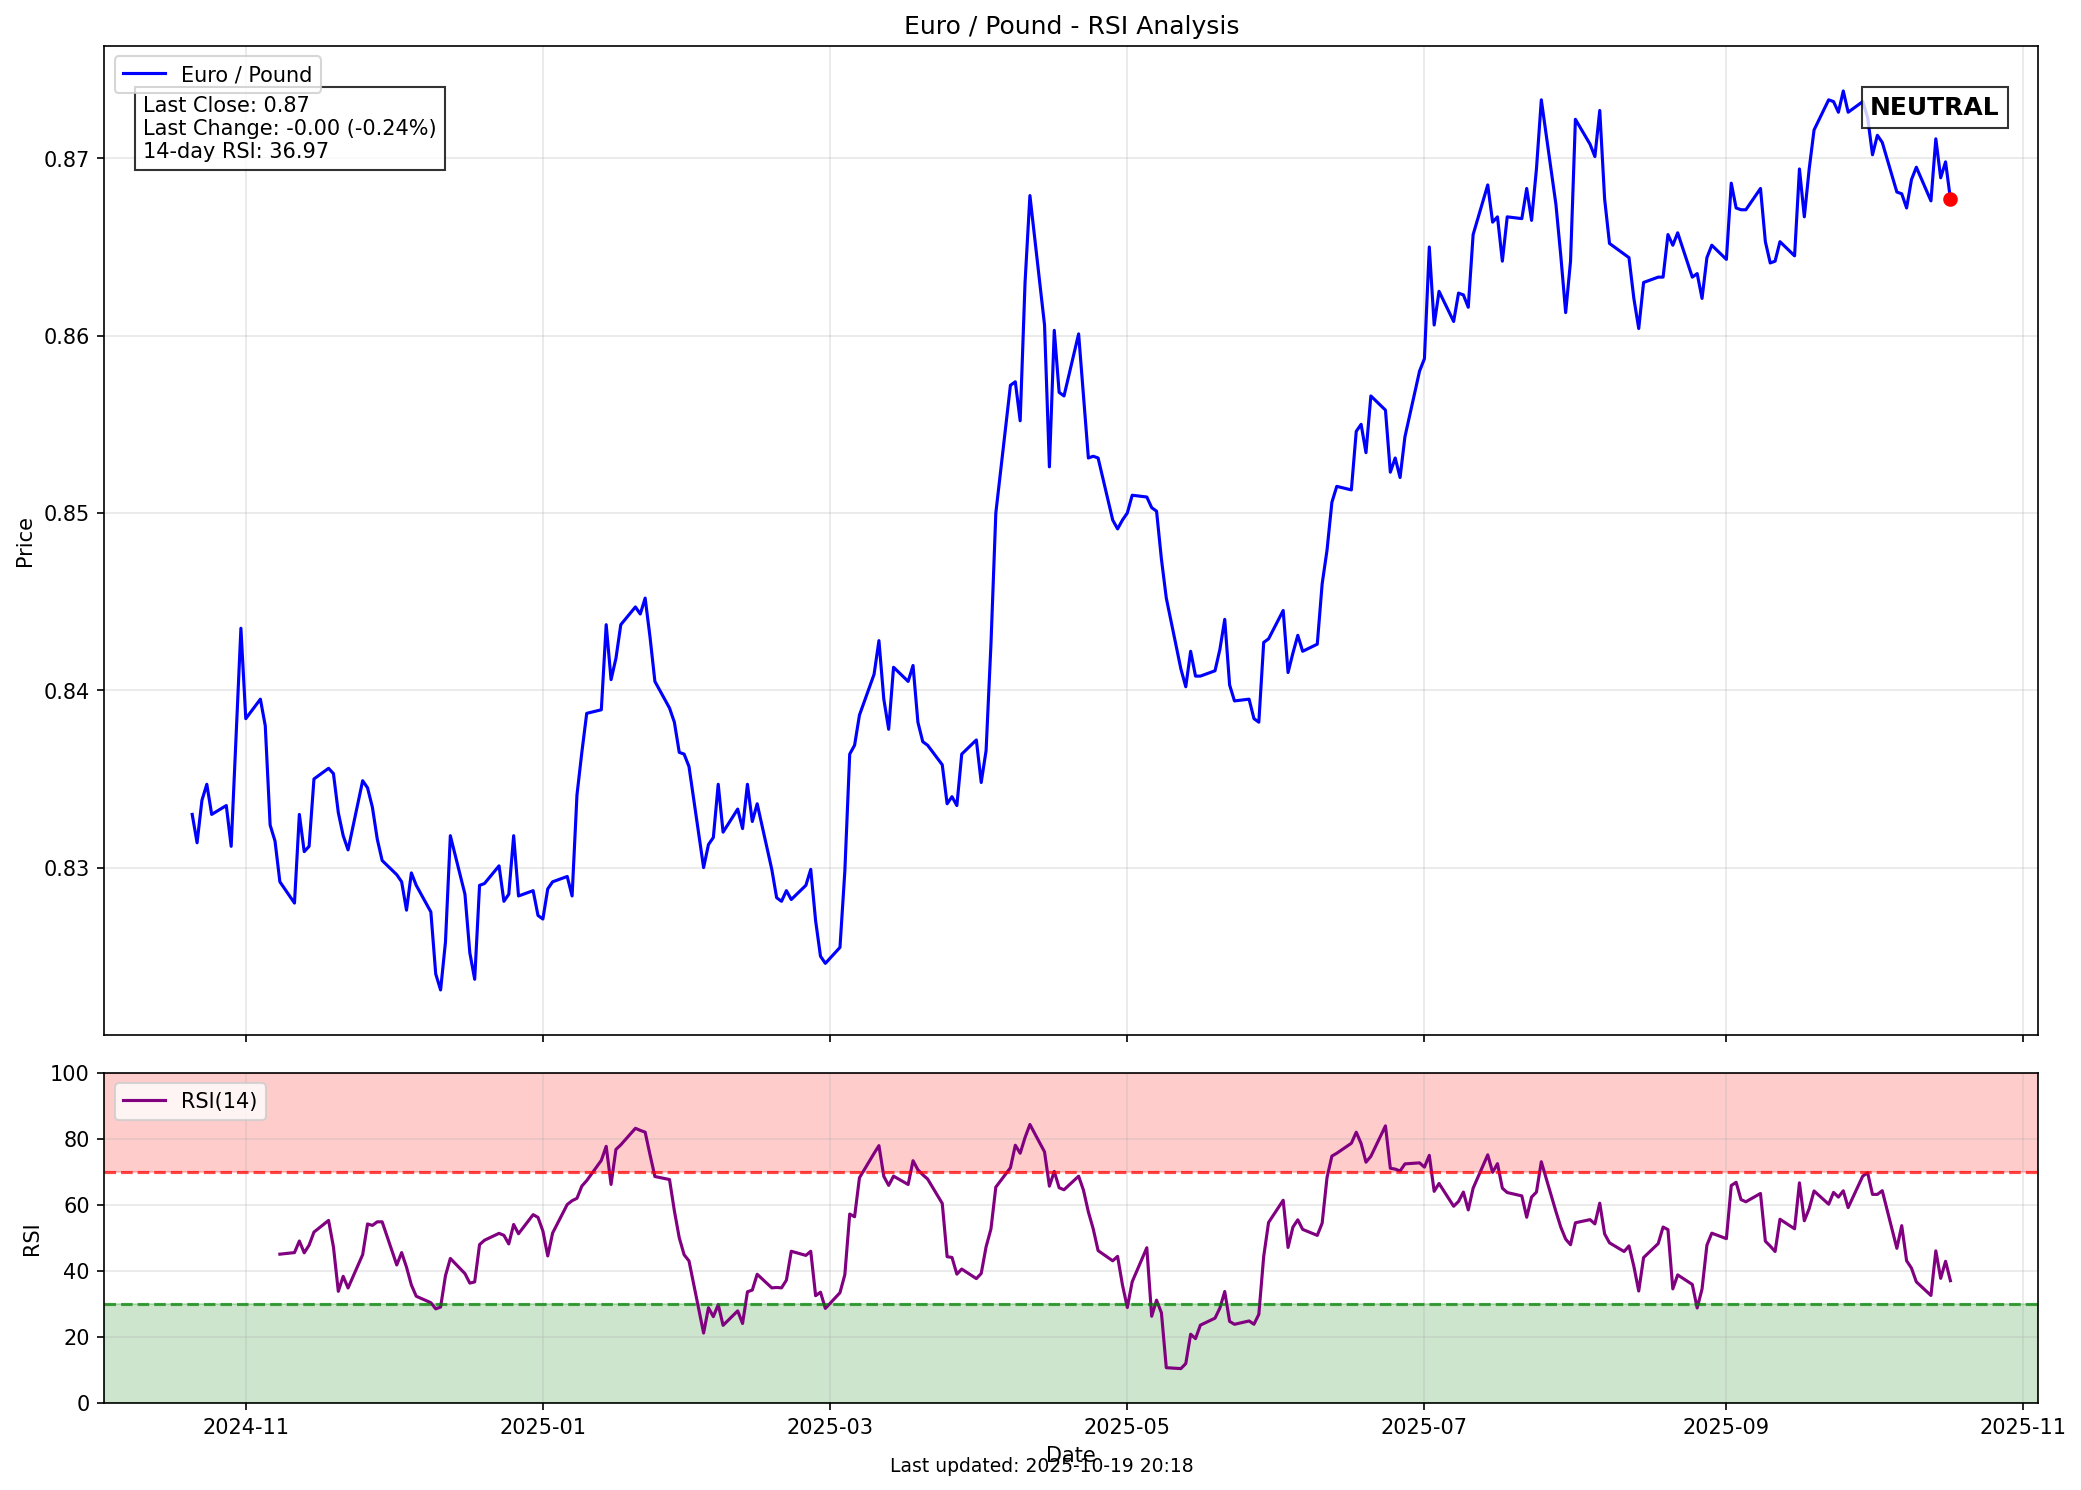 Euro / Pound - RSI Analysis
Euro / Pound
Last Close: 0.87
Last Change: -0.00 (-0.24%)
14-day RSI: 36.97
NEUTRAL
Price
0.87
0.86
0.85
0.84
0.83
RSI(14)
RSI
100
80
60
40
20
0
2024-11
2025-01
2025-03
2025-05
2025-07
2025-09
2025-11
Date
Last updated: 2025-10-19 20:18